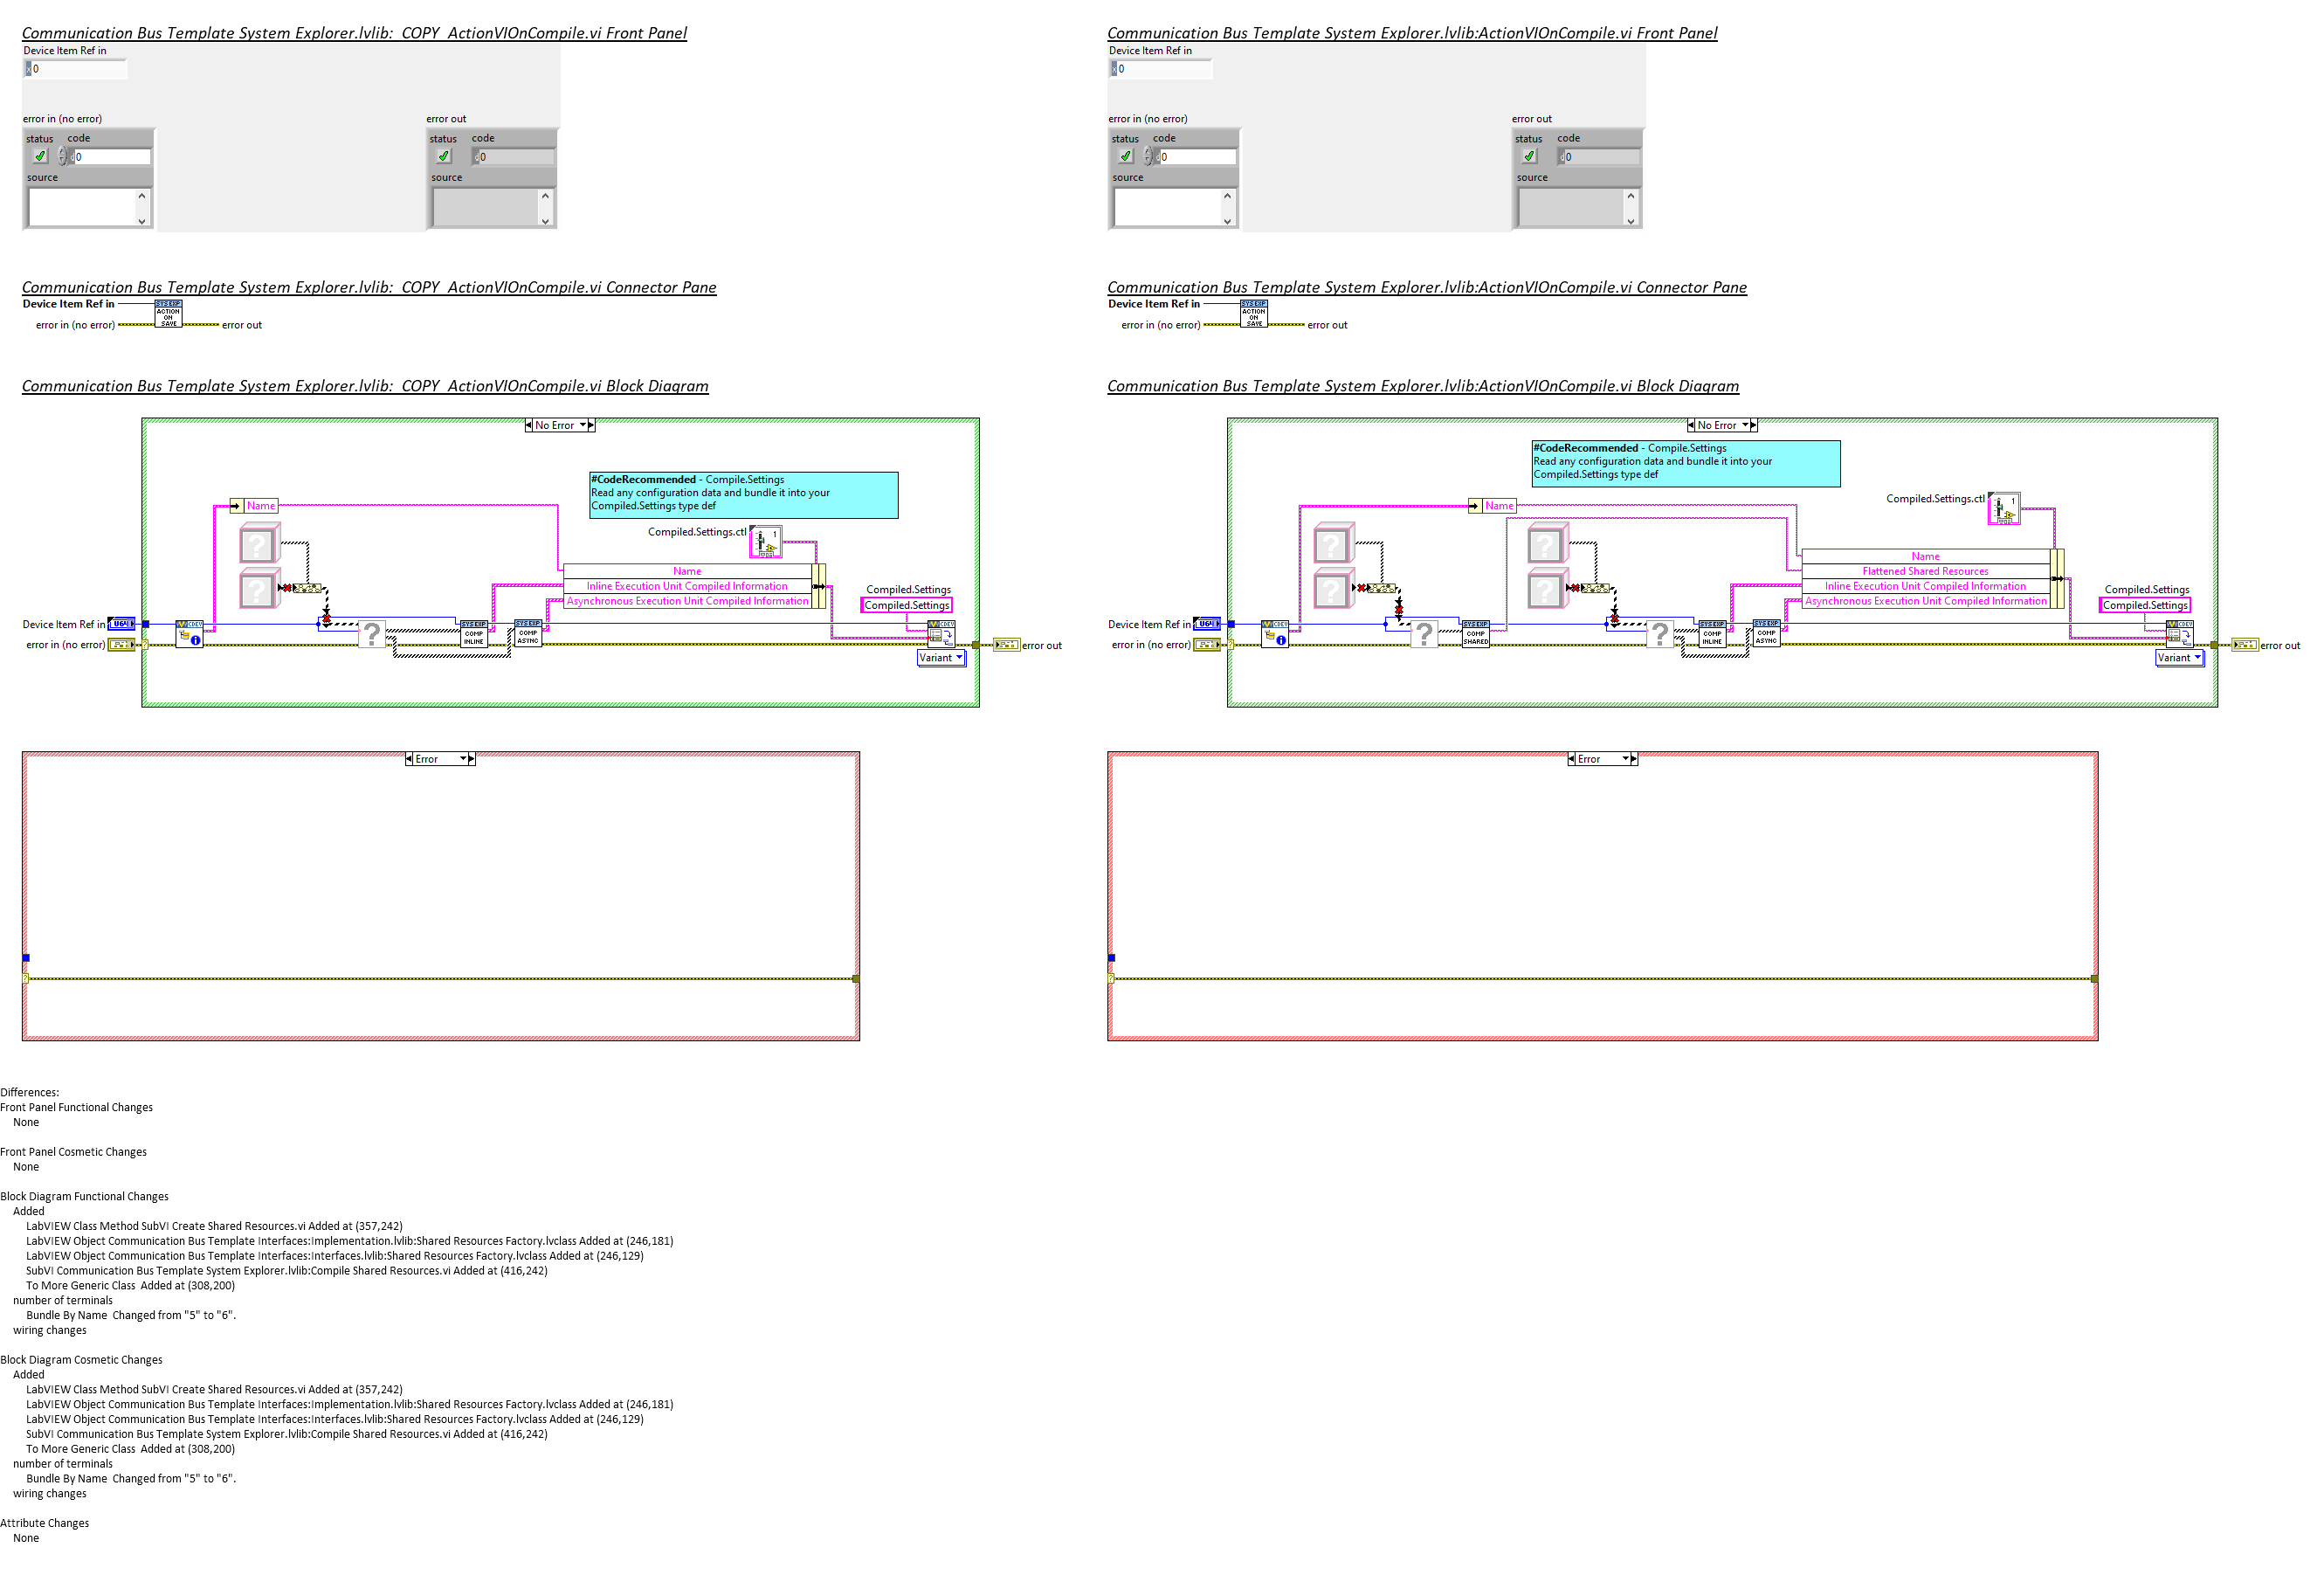 Communication Bus Template System Explorer.lvlib:_COPY_ActionVIOnCompile.vi Front Panel
Device Item Ref in
x 0
error in (no error)
error out
status code
d 0
source
status code
d 0
source
Communication Bus Template System Explorer.lvlib:_COPY_ActionVIOnCompile.vi Connector Pane
Device Item Ref in
SYS EXP
ACTION
ON
SAVE
error in (no error)
error out
Communication Bus Template System Explorer.lvlib:_COPY_ActionVIOnCompile.vi Block Diagram
No Error
#CodeRecommended - Compile.Settings
Read any configuration data and bundle it into your
Compiled.Settings type def
Name
Compiled.Settings.ctl
Name
Inline Execution Unit Compiled Information
Asynchronous Execution Unit Compiled Information
Compiled.Settings
Compiled.Settings
Device Item Ref in
U64
CDEV
?
?
?
SYS EXP
COMP
INLINE
SYS EXP
COMP
ASYNC
CDEV
error in (no error)
error out
Variant
Error
Communication Bus Template System Explorer.lvlib:ActionVIOnCompile.vi Front Panel
Device Item Ref in
x 0
error in (no error)
error out
status code
d 0
source
status code
d 0
source
Communication Bus Template System Explorer.lvlib:ActionVIOnCompile.vi Connector Pane
Device Item Ref in
SYS EXP
ACTION
ON
SAVE
error in (no error)
error out
Communication Bus Template System Explorer.lvlib:ActionVIOnCompile.vi Block Diagram
No Error
#CodeRecommended - Compile.Settings
Read any configuration data and bundle it into your
Compiled.Settings type def
Name
Compiled.Settings.ctl
Name
Flattened Shared Resources
Inline Execution Unit Compiled Information
Asynchronous Execution Unit Compiled Information
Compiled.Settings
Compiled.Settings
Device Item Ref in
U64
CDEV
?
?
?
SYS EXP
COMP
SHARED
?
?
?
SYS EXP
COMP
INLINE
SYS EXP
COMP
ASYNC
CDEV
error in (no error)
error out
Variant
Error
Differences:
Front Panel Functional Changes
None
Front Panel Cosmetic Changes
None
Block Diagram Functional Changes
Added
LabVIEW Class Method SubVI Create Shared Resources.vi Added at (357,242)
LabVIEW Object Communication Bus Template Interfaces:Implementation.lvlib:Shared Resources Factory.lvclass Added at (246,181)
LabVIEW Object Communication Bus Template Interfaces:Interfaces.lvlib:Shared Resources Factory.lvclass Added at (246,129)
SubVI Communication Bus Template System Explorer.lvlib:Compile Shared Resources.vi Added at (416,242)
To More Generic Class  Added at (308,200)
number of terminals
Bundle By Name  Changed from "5" to "6".
wiring changes
Block Diagram Cosmetic Changes
Added
LabVIEW Class Method SubVI Create Shared Resources.vi Added at (357,242)
LabVIEW Object Communication Bus Template Interfaces:Implementation.lvlib:Shared Resources Factory.lvclass Added at (246,181)
LabVIEW Object Communication Bus Template Interfaces:Interfaces.lvlib:Shared Resources Factory.lvclass Added at (246,129)
SubVI Communication Bus Template System Explorer.lvlib:Compile Shared Resources.vi Added at (416,242)
To More Generic Class  Added at (308,200)
number of terminals
Bundle By Name  Changed from "5" to "6".
wiring changes
Attribute Changes
None